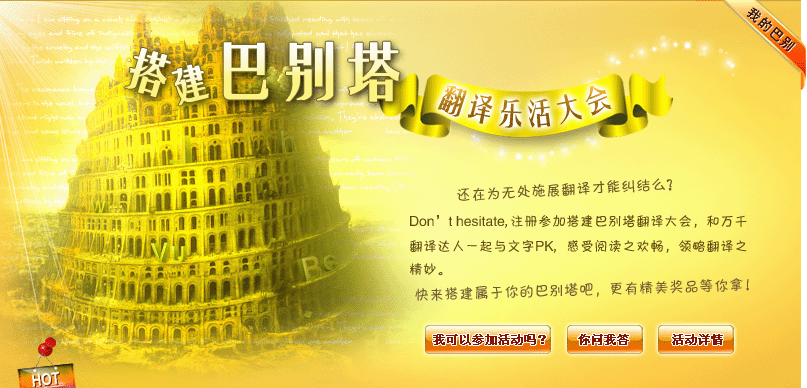 我的巴别
搭建巴别塔
翻译乐活大会
还在为无处施展翻译才能纠结么？
Don't hesitate, 注册参加搭建巴别塔翻译大会，和万千
翻译达人一起与文字PK，感受阅读之欢畅，领略翻译之
精妙。
快来搭建属于你的巴别塔吧，更有精美奖品等你拿！
我可以参加活动吗？
你问我答
活动详情
HOT